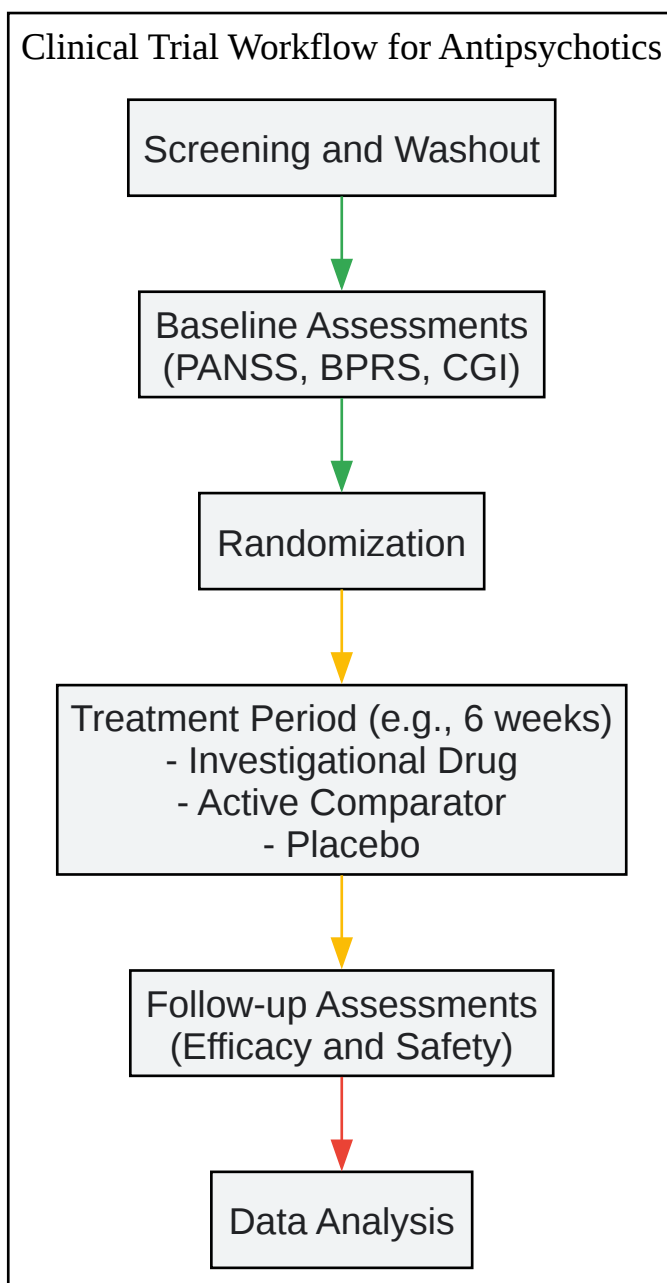 Clinical Trial Workflow for Antipsychotics
Screening and Washout
Baseline Assessments
(PANSS, BPRS, CGI)
Randomization
Treatment Period (e.g., 6 weeks)
- Investigational Drug
- Active Comparator
- Placebo
Follow-up Assessments
(Efficacy and Safety)
Data Analysis